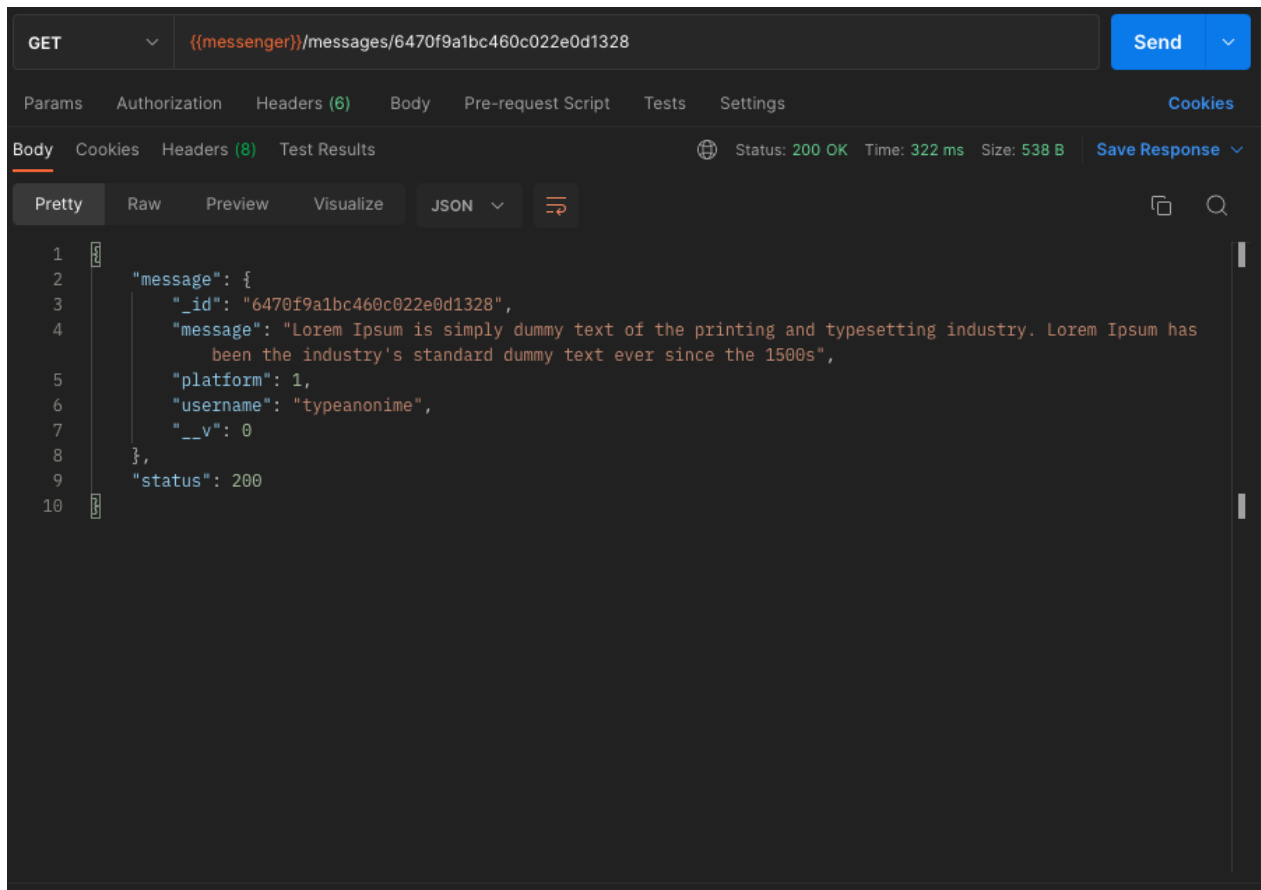 GET {{messenger}}/messages/6470f9a1bc460c022e0d1328 Send
Params Authorization Headers (6) Body Pre-request Script Tests Settings Cookies
Body Cookies Headers (8) Test Results Status: 200 OK Time: 322 ms Size: 538 B Save Response
Pretty Raw Preview Visualize JSON
1 {
2 "message": {
3 "_id": "6470f9a1bc460c022e0d1328",
4 "message": "Lorem Ipsum is simply dummy text of the printing and typesetting industry. Lorem Ipsum has
been the industry's standard dummy text ever since the 1500s",
5 "platform": 1,
6 "username": "typeanonime",
7 "__v": 0
8 },
9 "status": 200
10 }